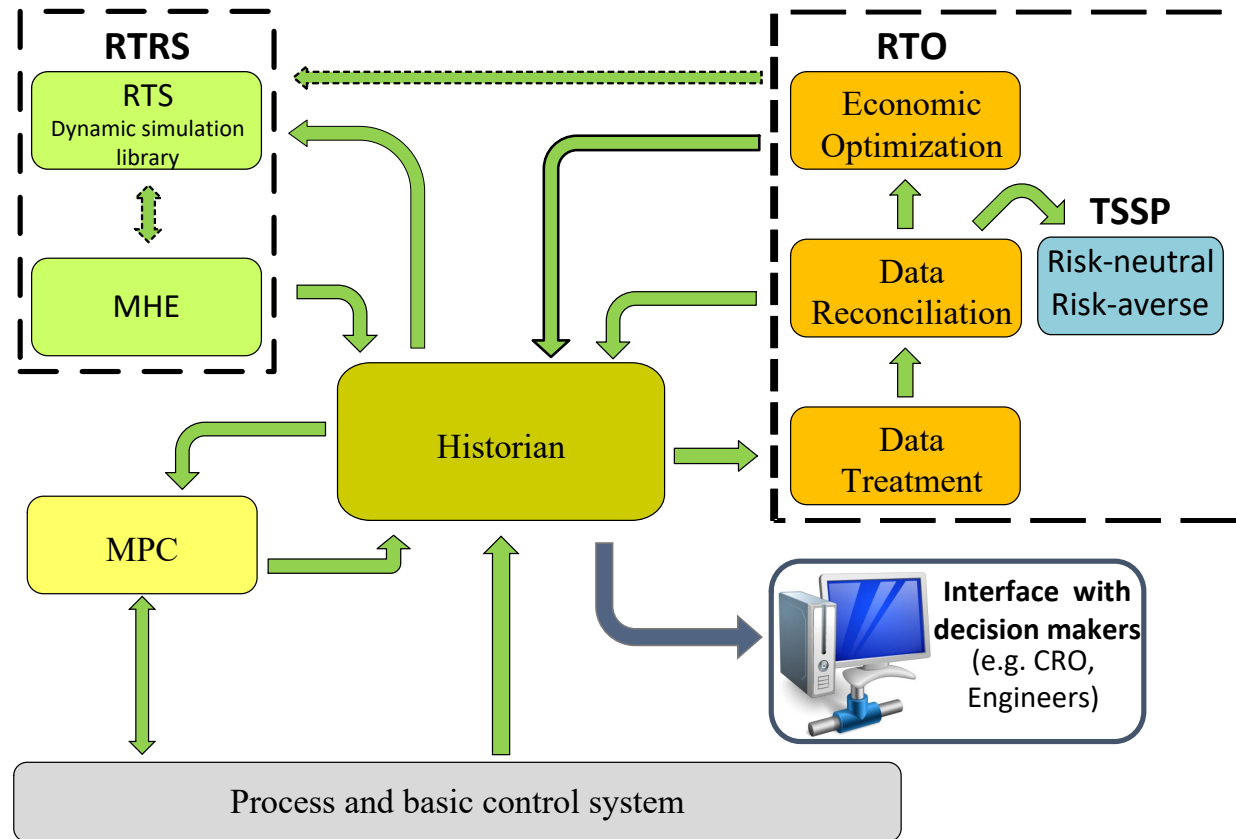 RTRS
RTS
Dynamic simulation
library
MHE
RTO
Economic
Optimization
TSSP
Risk-neutral
Risk-averse
Data
Reconciliation
Data
Treatment
Historian
MPC
Interface with
decision makers
(e.g. CRO,
Engineers)
Process and basic control system